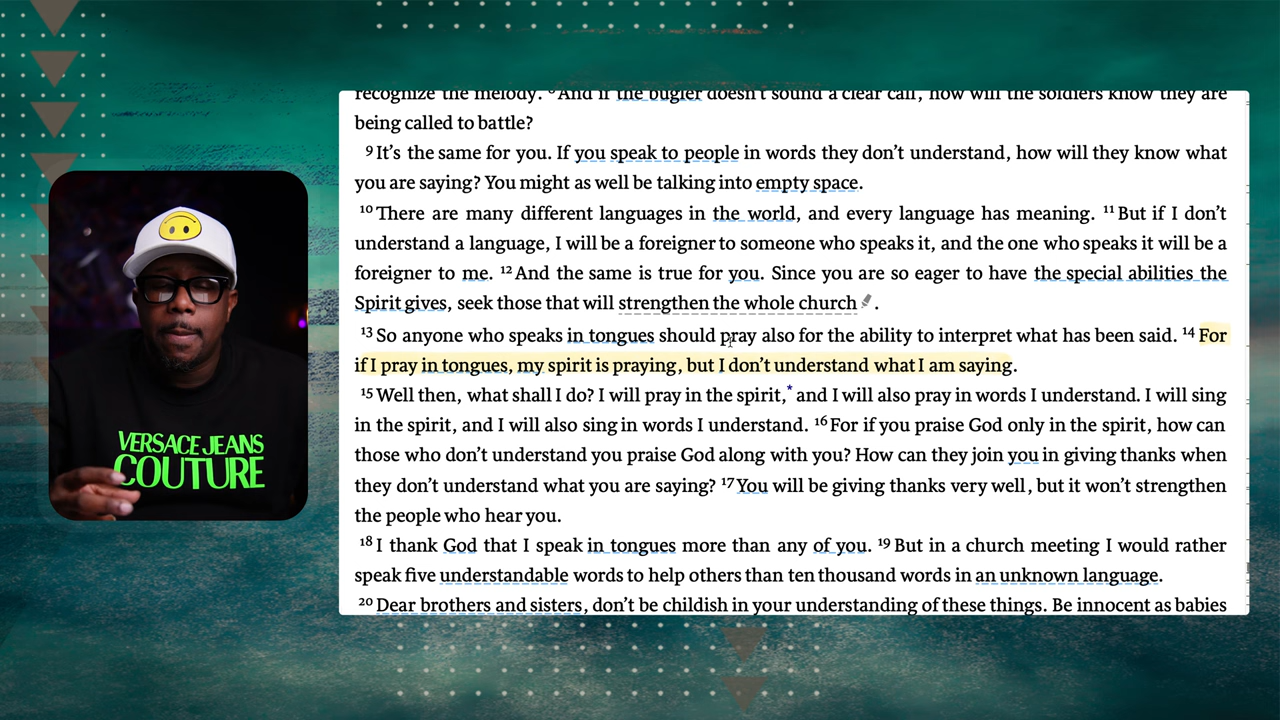 VERSACE JEANS
COUTURE
recognize the melody. 8 And if the bugler doesn't sound a clear call, how will the soldiers know they are
being called to battle?
9 It's the same for you. If you speak to people in words they don't understand, how will they know what
you are saying? You might as well be talking into empty space.
10 There are many different languages in the world, and every language has meaning. 11 But if I don't
understand a language, I will be a foreigner to someone who speaks it, and the one who speaks it will be a
foreigner to me. 12 And the same is true for you. Since you are so eager to have the special abilities the
Spirit gives, seek those that will strengthen the whole church.
13 So anyone who speaks in tongues should pray also for the ability to interpret what has been said. 14 For
if I pray in tongues, my spirit is praying, but I don't understand what I am saying.
15 Well then, what shall I do? I will pray in the spirit,* and I will also pray in words I understand. I will sing
in the spirit, and I will also sing in words I understand. 16 For if you praise God only in the spirit, how can
those who don't understand you praise God along with you? How can they join you in giving thanks when
they don't understand what you are saying? 17 You will be giving thanks very well, but it won't strengthen
the people who hear you.
18 I thank God that I speak in tongues more than any of you. 19 But in a church meeting I would rather
speak five understandable words to help others than ten thousand words in an unknown language.
20 Dear brothers and sisters, don't be childish in your understanding of these things. Be innocent as babies